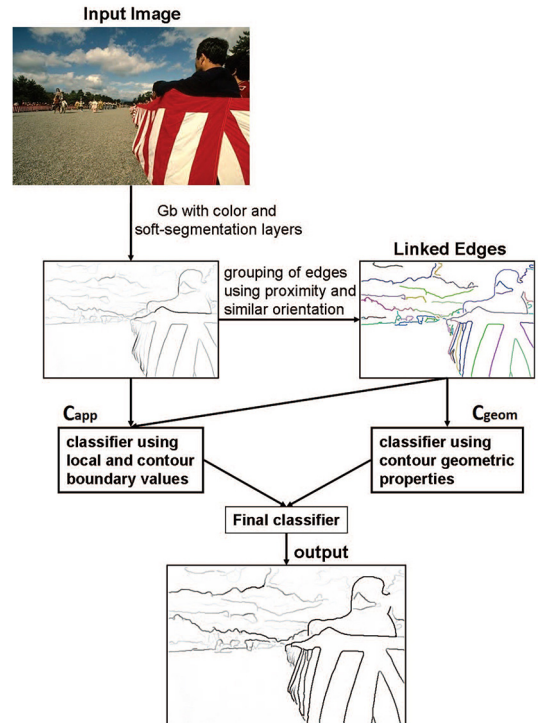 Input Image
Gb with color and
soft-segmentation layers
Linked Edges
grouping of edges
using proximity and
similar orientation
Capp
Cgeom
classifier using
local and contour
boundary values
classifier using
contour geometric
properties
Final classifier
output